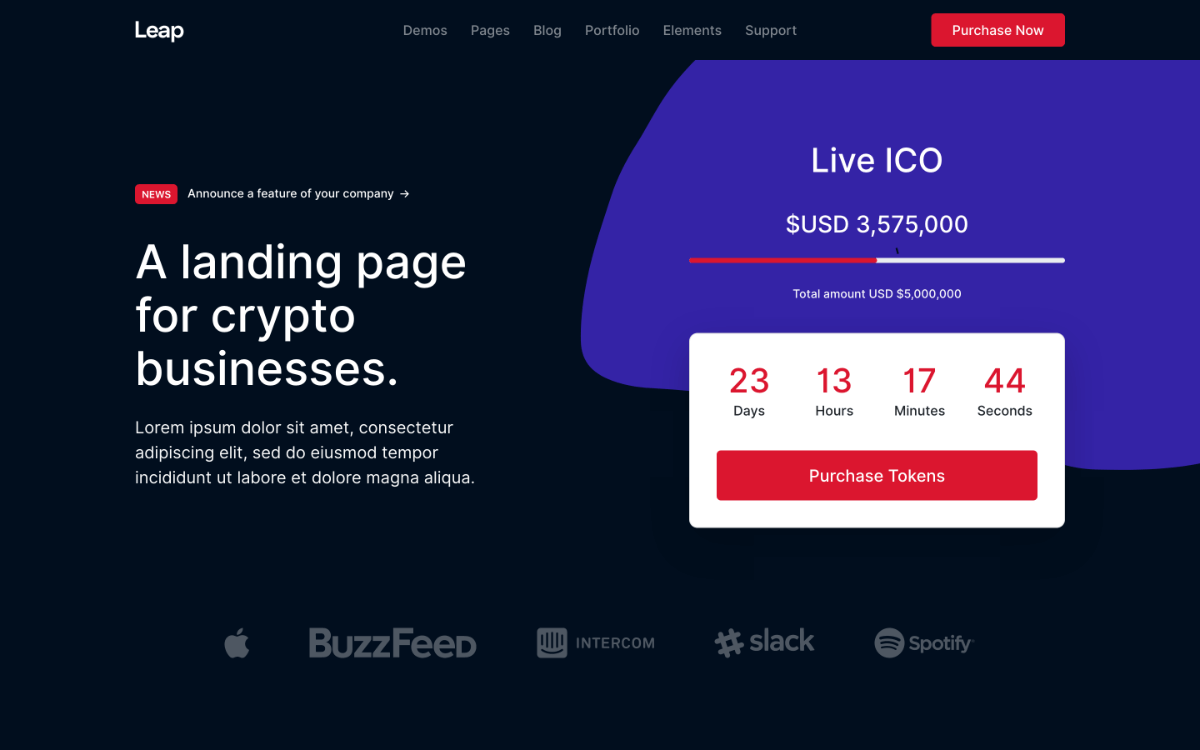 Leap
Demos Pages Blog Portfolio Elements Support
Purchase Now
NEWS Announce a feature of your company →
A landing page
for crypto
businesses.
Lorem ipsum dolor sit amet, consectetur
adipiscing elit, sed do eiusmod tempor
incididunt ut labore et dolore magna aliqua.
Live ICO
$USD 3,575,000
Total amount USD $5,000,000
23 13 17 44
Days Hours Minutes Seconds
Purchase Tokens
BuzzFeed INTERCOM slack Spotify